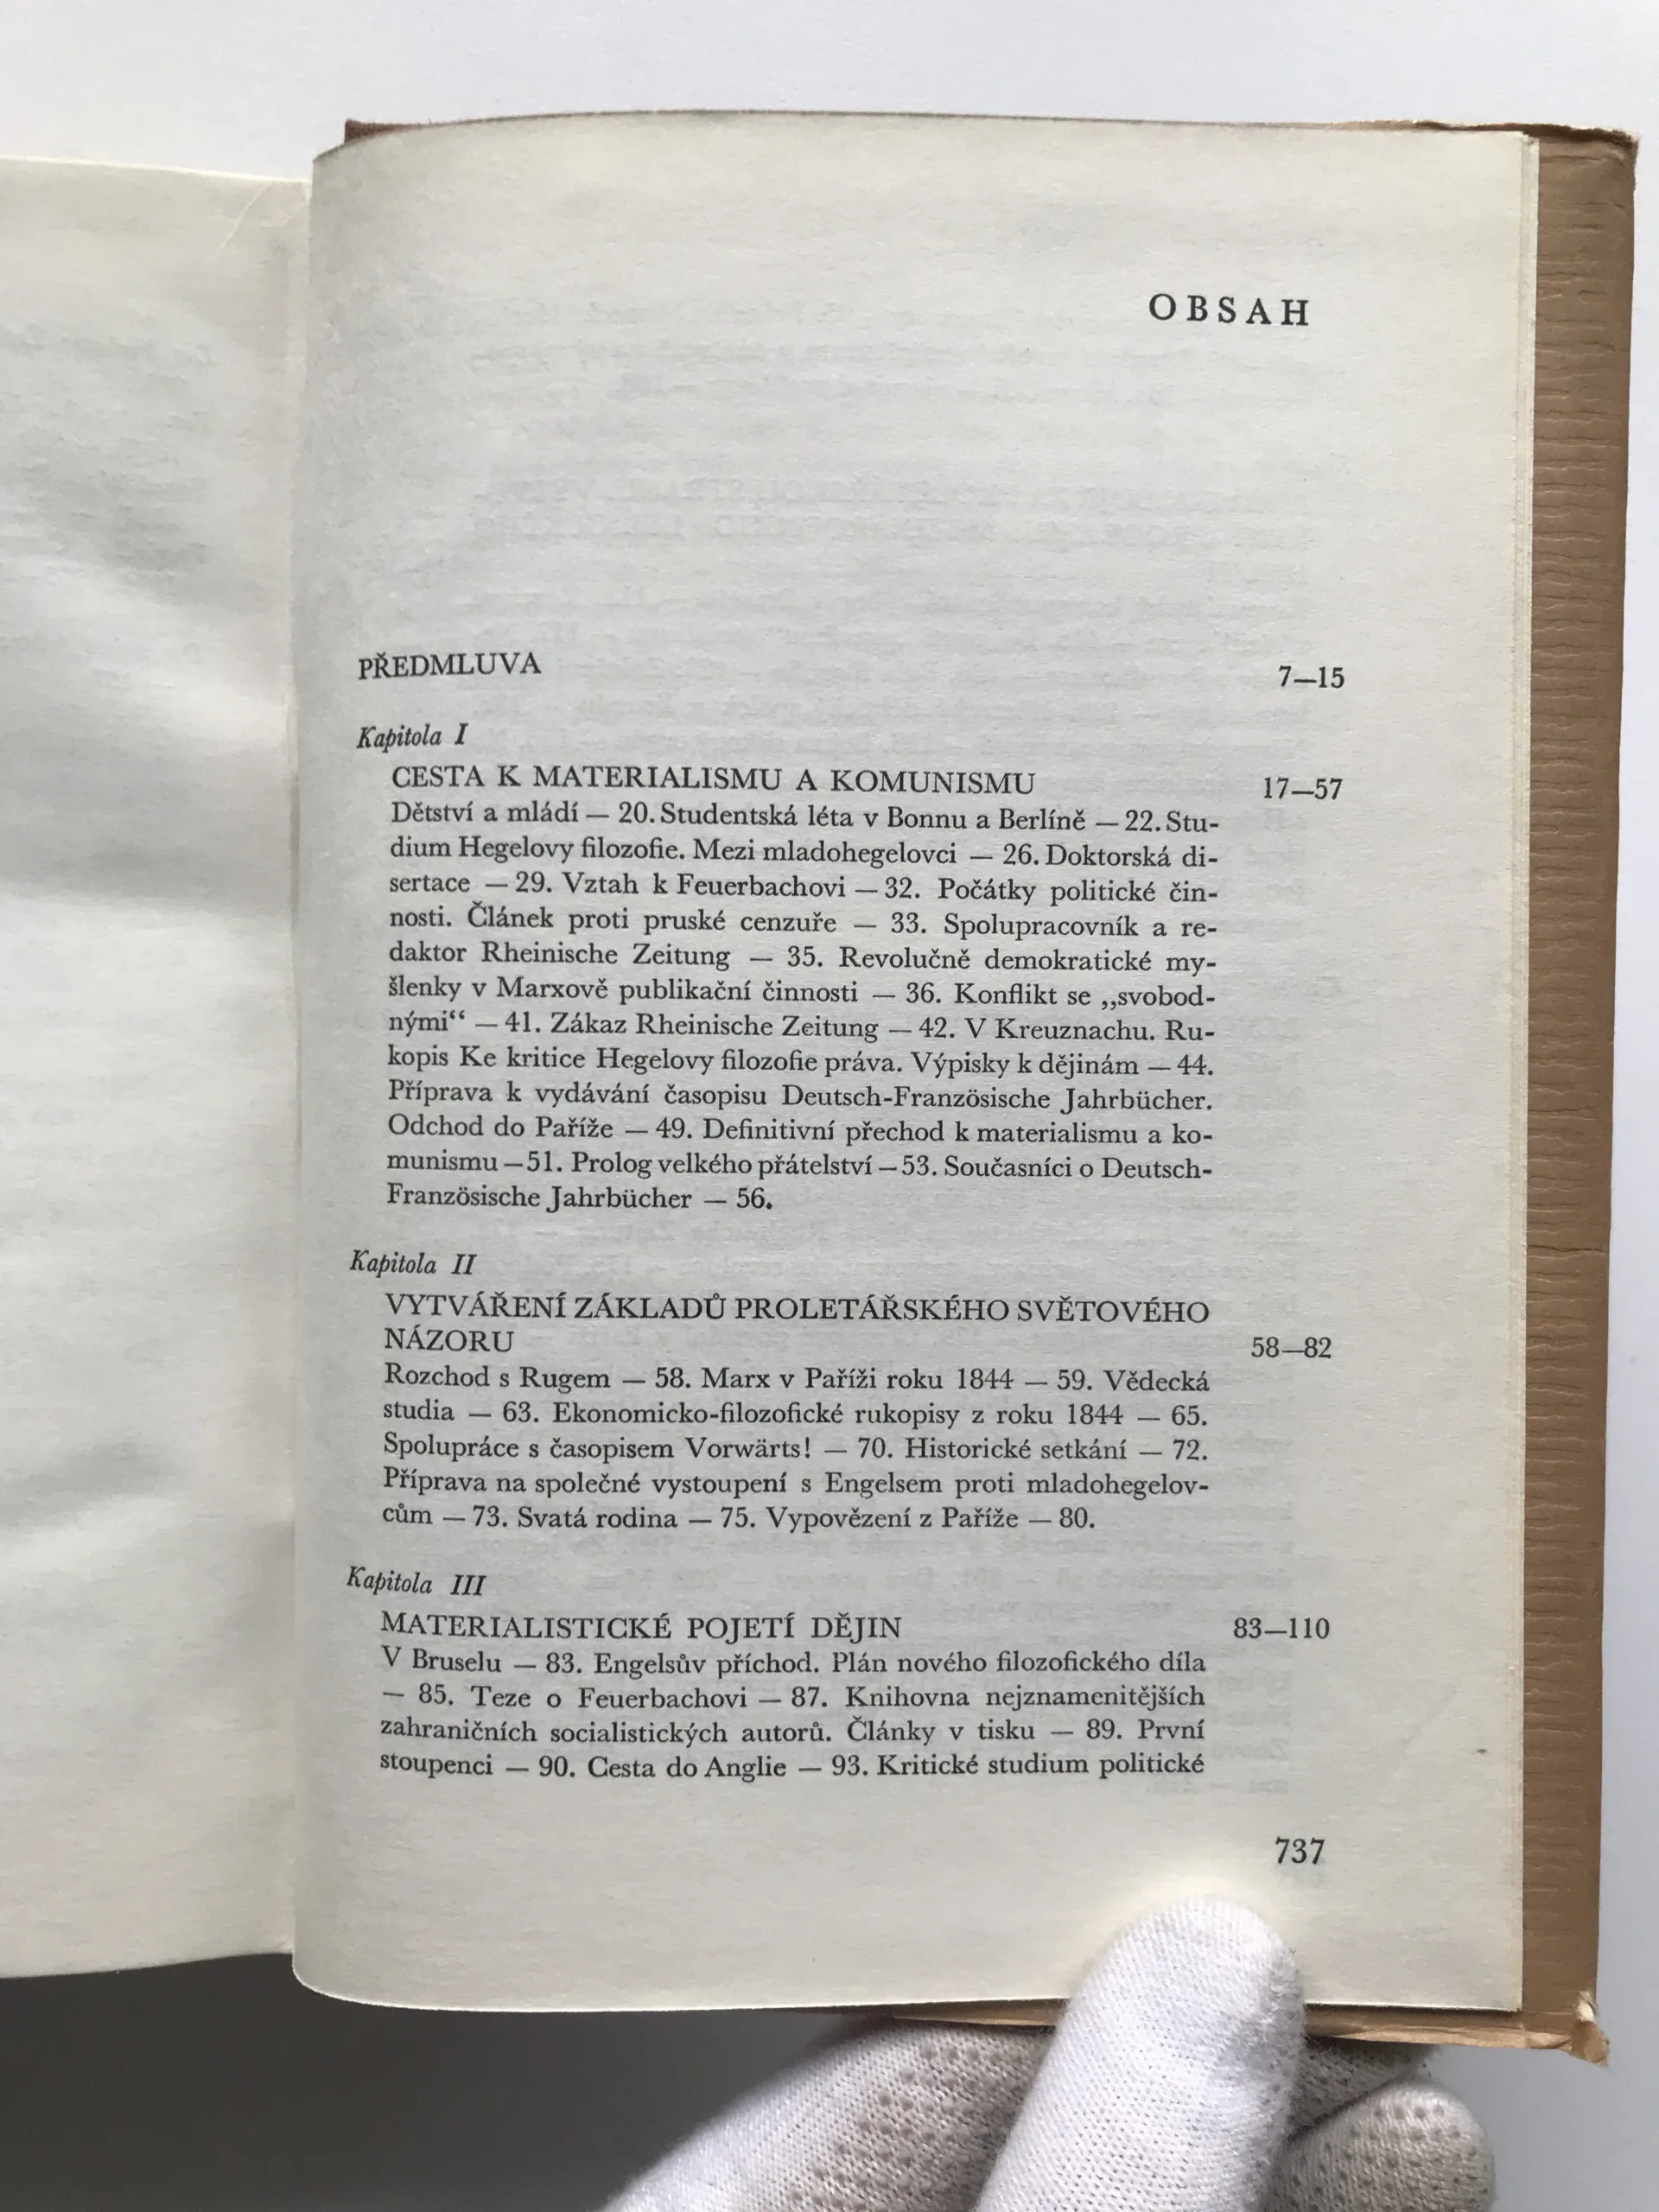 OBSAH
PŘEDMLUVA 7—15
Kapitola I
CESTA K MATERIALISMU A KOMUNISMU 17—57
Dětství a mládí — 20. Studentská léta v Bonnu a Berlíně — 22. Stu-
dium Hegelovy filozofie. Mezi mladohegelovci — 26. Doktorská di-
sertace — 29. Vztah k Feuerbachovi — 32. Počátky politické čin-
nosti. Článek proti pruské cenzuře — 33. Spolupracovník a re-
daktor Rheinische Zeitung — 35. Revolučně demokratické my-
šlenky v Marxově publikační činnosti — 36. Konflikt se „svobod-
nými“ — 41. Zákaz Rheinische Zeitung — 42. V Kreuznachu. Ru-
kopis Ke kritice Hegelovy filozofie práva. Výpisky k dějinám — 44.
Příprava k vydávání časopisu Deutsch-Französische Jahrbücher.
Odchod do Paříže — 49. Definitivní přechod k materialismu a ko-
munismu — 51. Prolog velkého přátelství — 53. Současníci o Deutsch-
Französische Jahrbücher — 56.
Kapitola II
VYTVÁŘENÍ ZÁKLADŮ PROLETÁŘSKÉHO SVĚTOVÉHO
NÁZORU 58—82
Rozchod s Rugem — 58. Marx v Paříži roku 1844 — 59. Vědecká
studia — 63. Ekonomicko-filozofické rukopisy z roku 1844 — 65.
Spolupráce s časopisem Vorwärts! — 70. Historické setkání — 72.
Příprava na společné vystoupení s Engelsem proti mladohegelov-
cům — 73. Svatá rodina — 75. Vypovězení z Paříže — 80.
Kapitola III
MATERIALISTICKÉ POJETÍ DĚJIN 83—110
V Bruselu — 83. Engelsův příchod. Plán nového filozofického díla
— 85. Teze o Feuerbachovi — 87. Knihovna nejznamenitějších
zahraničních socialistických autorů. Články v tisku — 89. První
stoupenci — 90. Cesta do Anglie — 93. Kritické studium politické
737